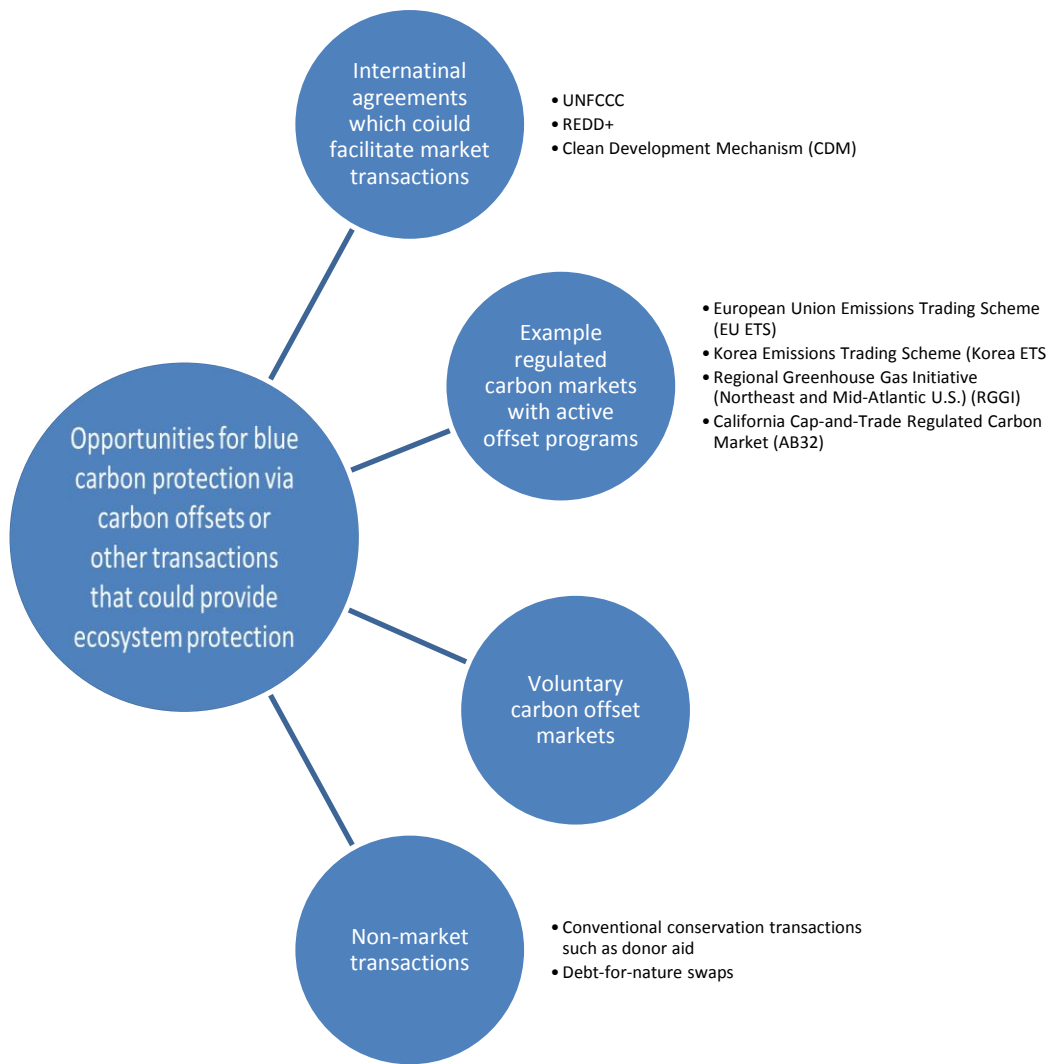 Internatinal
agreements
which coiuld
facilitate market
transactions
• UNFCCC
• REDD+
• Clean Development Mechanism (CDM)
Example
regulated
carbon markets
with active
offset programs
• European Union Emissions Trading Scheme
(EU ETS)
• Korea Emissions Trading Scheme (Korea ETS
• Regional Greenhouse Gas Initiative
(Northeast and Mid-Atlantic U.S.) (RGGI)
• California Cap-and-Trade Regulated Carbon
Market (AB32)
Opportunities for blue
carbon protection via
carbon offsets or
other transactions
that could provide
ecosystem protection
Voluntary
carbon offset
markets
Non-market
transactions
• Conventional conservation transactions
such as donor aid
• Debt-for-nature swaps